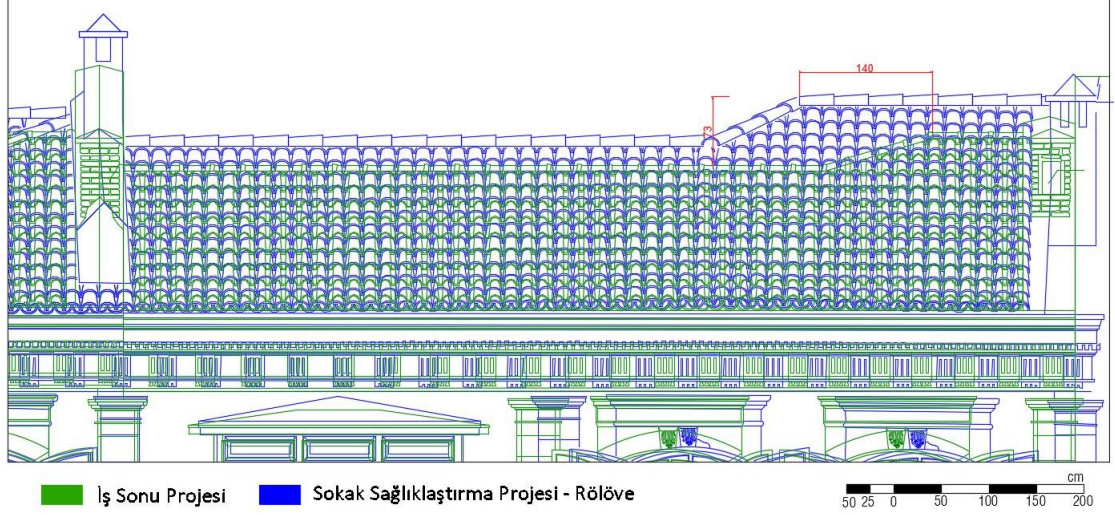 140
73
İş Sonu Projesi
Sokak Sağlıklaştırma Projesi - Rölöve
cm
50 25 0 50 100 150 200